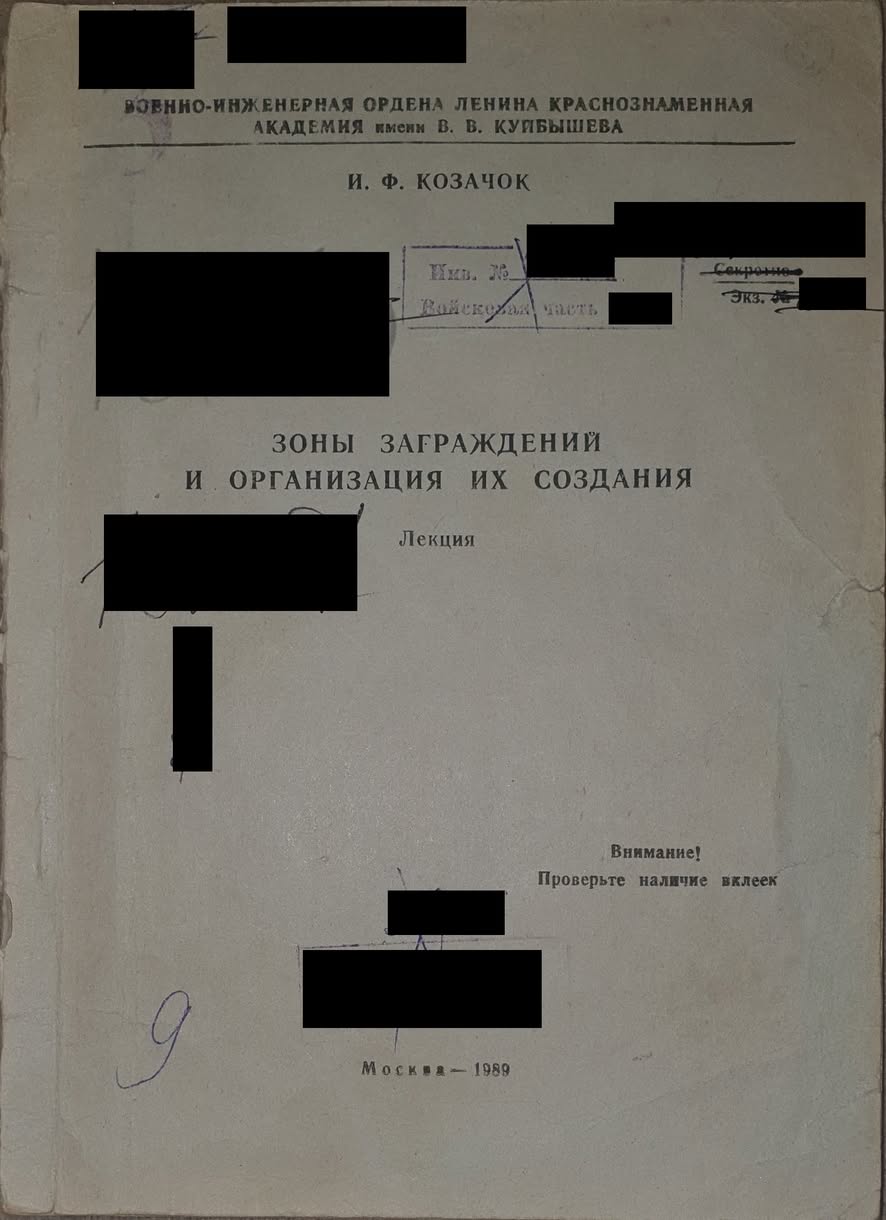 ВОЕННО-ИНЖЕНЕРНАЯ ОРДЕНА ЛЕНИНА КРАСНОЗНАМЕННАЯ
АКАДЕМИЯ имени В. В. КУЙБЫШЕВА
И. Ф. КОЗАЧОК
Секретно
Инв. №
Экз. №
Войсковая часть
ЗОНЫ ЗАГРАЖДЕНИЙ
И ОРГАНИЗАЦИЯ ИХ СОЗДАНИЯ
Лекция
Внимание!
Проверьте наличие вклеек
9
Москва — 1989